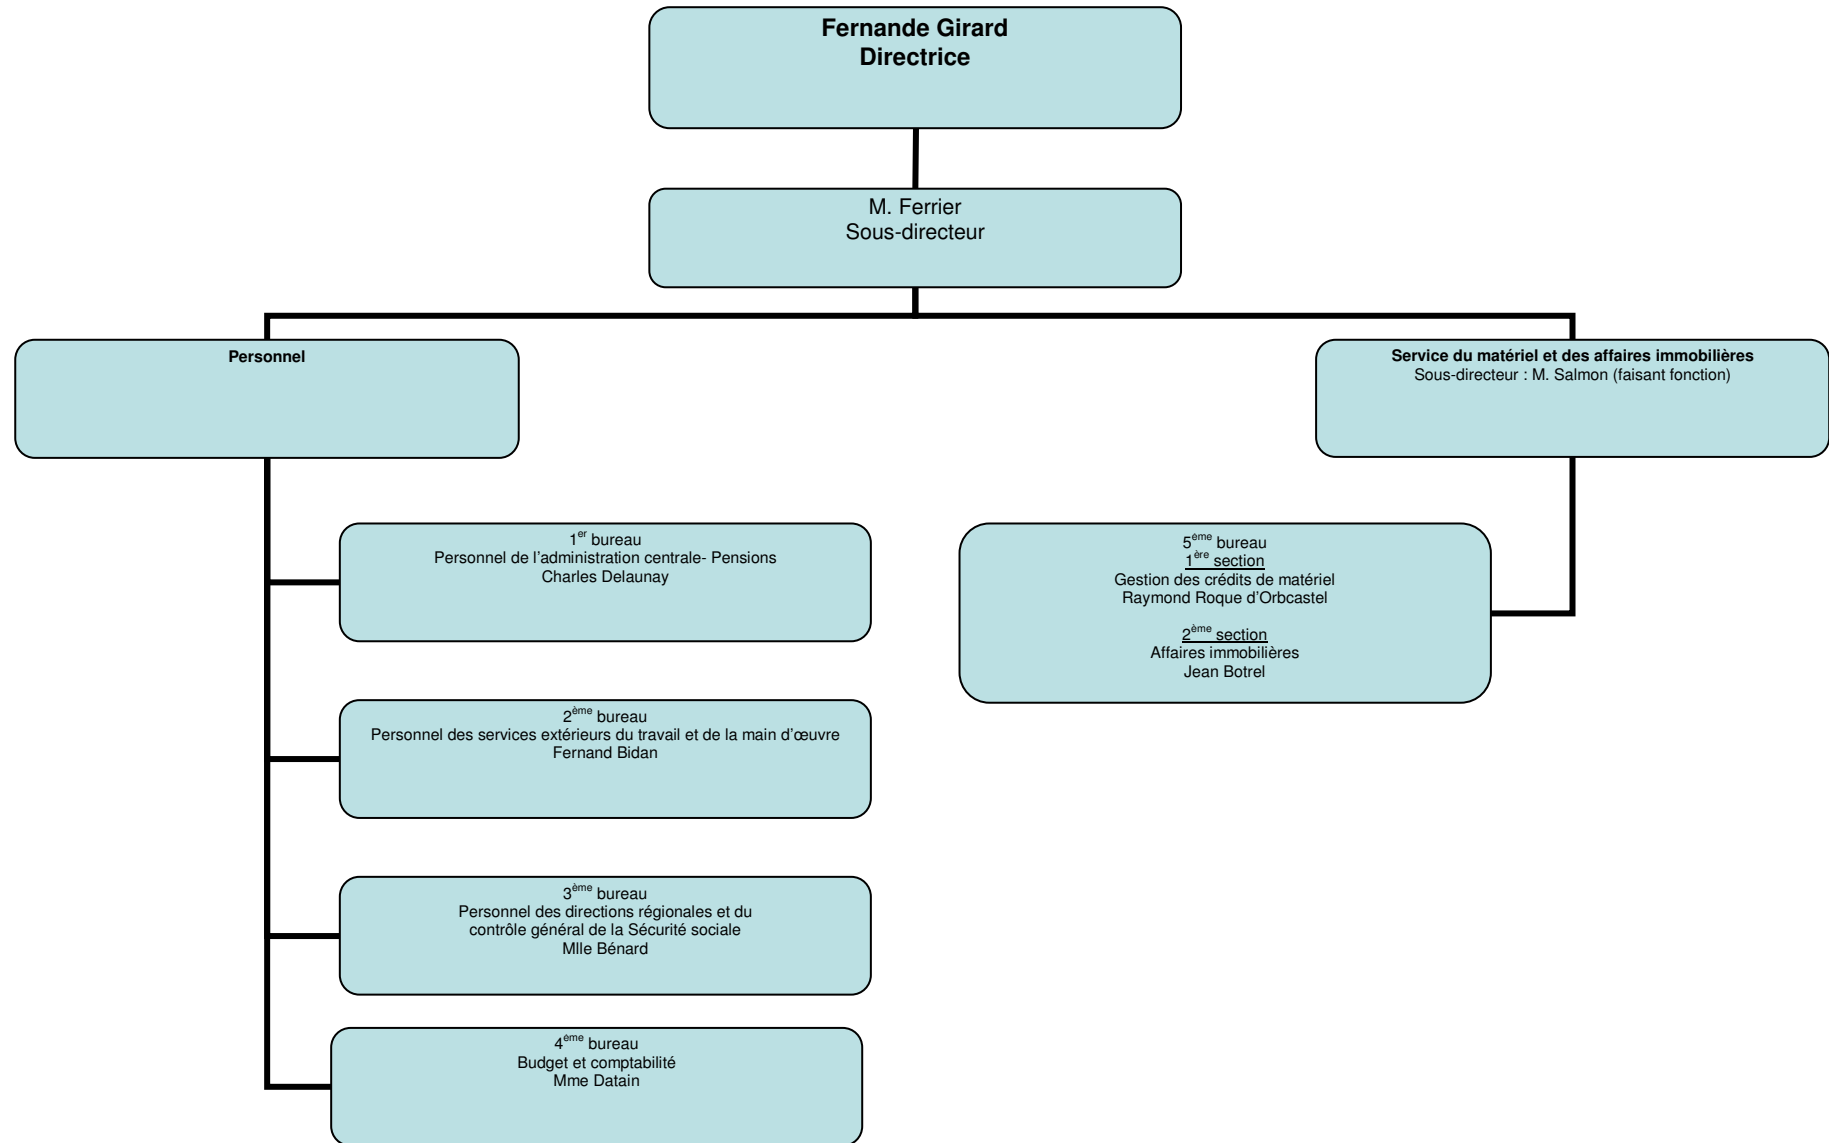 Fernande Girard
Directrice
M. Ferrier
Sous-directeur
Personnel
Service du matériel et des affaires immobilières
Sous-directeur : M. Salmon (faisant fonction)
1er bureau
Personnel de l'administration centrale- Pensions
Charles Delaunay
2ème bureau
Personnel des services extérieurs du travail et de la main d'œuvre
Fernand Bidan
3ème bureau
Personnel des directions régionales et du
contrôle général de la Sécurité sociale
Mlle Bénard
4ème bureau
Budget et comptabilité
Mme Datain
5ème bureau
1ère section
Gestion des crédits de matériel
Raymond Roque d'Orbcastel
2ème section
Affaires immobilières
Jean Botrel